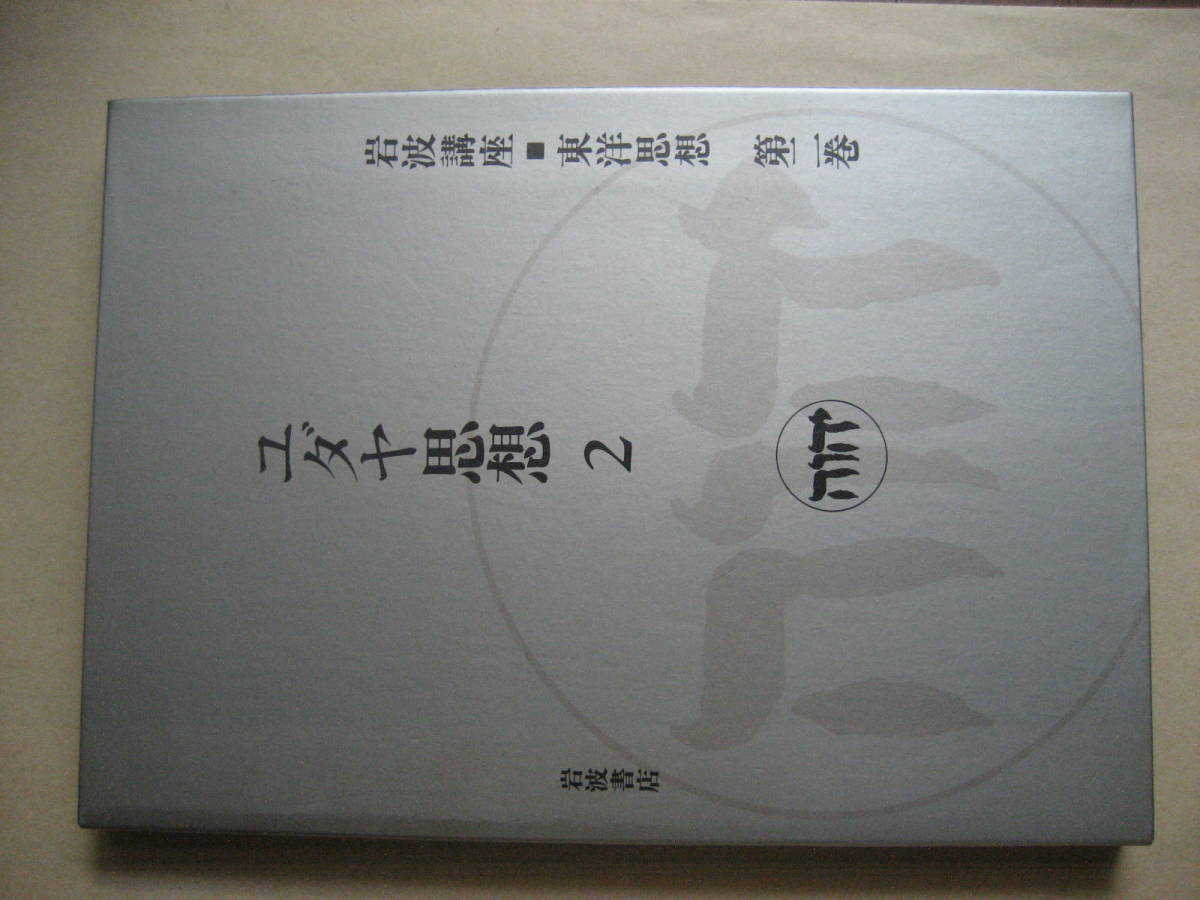 岩波講座■東洋思想 第二巻
ユダヤ思想 2
יהוה
岩波書店